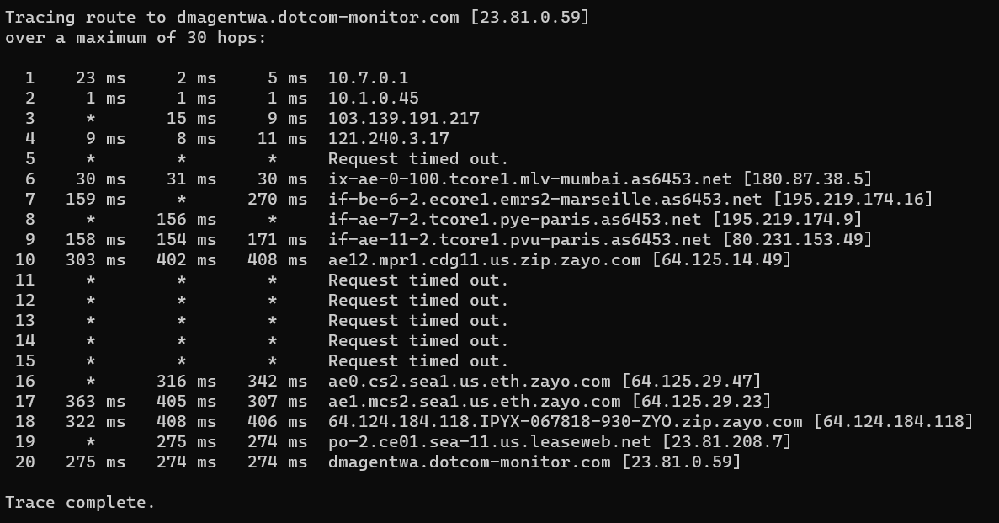 Tracing route to dmagentwa.dotcom-monitor.com [23.81.0.59]
over a maximum of 30 hops:

  1    23 ms     2 ms     5 ms  10.7.0.1
  2     1 ms     1 ms     1 ms  10.1.0.45
  3     *       15 ms     9 ms  103.139.191.217
  4     9 ms     8 ms    11 ms  121.240.3.17
  5     *        *        *     Request timed out.
  6    30 ms    31 ms    30 ms  ix-ae-0-100.tcore1.mlv-mumbai.as6453.net [180.87.38.5]
  7   159 ms     *      270 ms  if-be-6-2.ecore1.emrs2-marseille.as6453.net [195.219.174.16]
  8     *      156 ms     *     if-ae-7-2.tcore1.pye-paris.as6453.net [195.219.174.9]
  9   158 ms   154 ms   171 ms  if-ae-11-2.tcore1.pvu-paris.as6453.net [80.231.153.49]
 10   303 ms   402 ms   408 ms  ae12.mpr1.cdg11.us.zip.zayo.com [64.125.14.49]
 11     *        *        *     Request timed out.
 12     *        *        *     Request timed out.
 13     *        *        *     Request timed out.
 14     *        *        *     Request timed out.
 15     *        *        *     Request timed out.
 16     *      316 ms   342 ms  ae0.cs2.sea1.us.eth.zayo.com [64.125.29.47]
 17   363 ms   405 ms   307 ms  ae1.mcs2.sea1.us.eth.zayo.com [64.125.29.23]
 18   322 ms   408 ms   406 ms  64.124.184.118.IPYX-067818-930-ZYO.zip.zayo.com [64.124.184.118]
 19     *      275 ms   274 ms  po-2.ce01.sea-11.us.leaseweb.net [23.81.208.7]
 20   275 ms   274 ms   274 ms  dmagentwa.dotcom-monitor.com [23.81.0.59]

Trace complete.